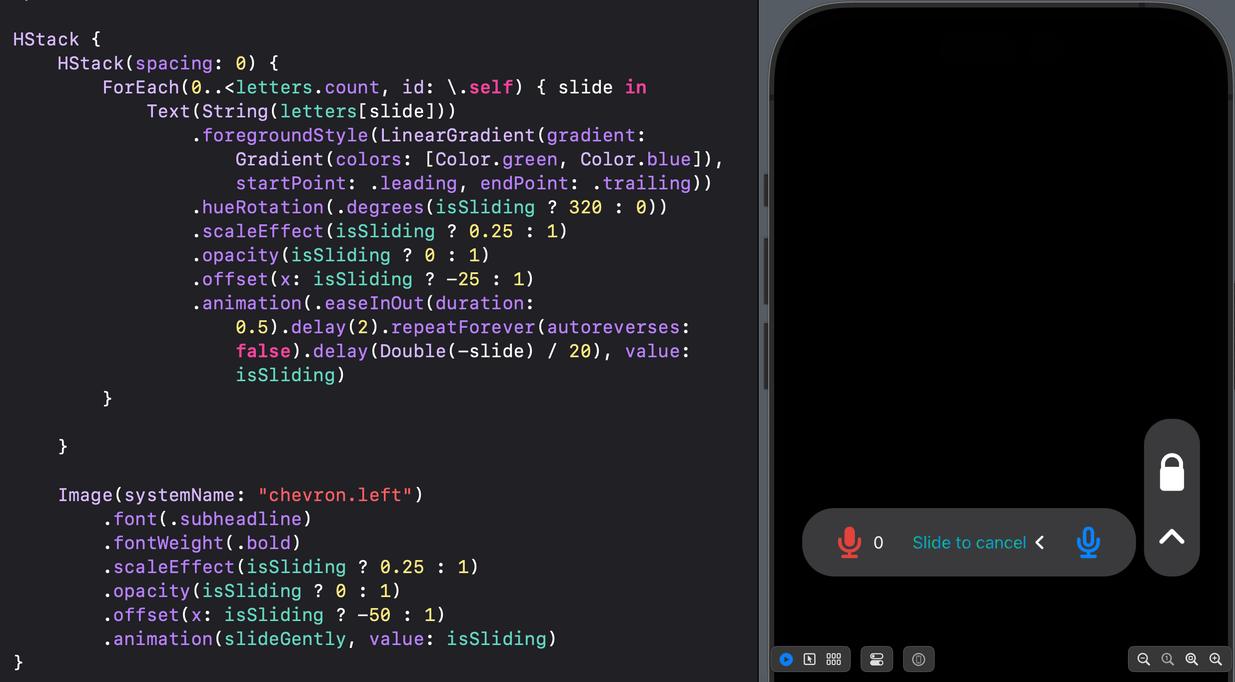 HStack {
HStack(spacing: 0) {
ForEach(0..<letters.count, id: \.self) { slide in
Text(String(letters[slide]))
.foregroundStyle(LinearGradient(gradient:
Gradient(colors: [Color.green, Color.blue]),
startPoint: .leading, endPoint: .trailing))
.hueRotation(.degrees(isSliding ? 320 : 0))
.scaleEffect(isSliding ? 0.25 : 1)
.opacity(isSliding ? 0 : 1)
.offset(x: isSliding ? -25 : 1)
.animation(.easeInOut(duration:
0.5).delay(2).repeatForever(autoreverses:
false).delay(Double(-slide) / 20), value:
isSliding)
}
}
Image(systemName: "chevron.left")
.font(.subheadline)
.fontWeight(.bold)
.scaleEffect(isSliding ? 0.25 : 1)
.opacity(isSliding ? 0 : 1)
.offset(x: isSliding ? -50 : 1)
.animation(slideGently, value: isSliding)
}
0 Slide to cancel